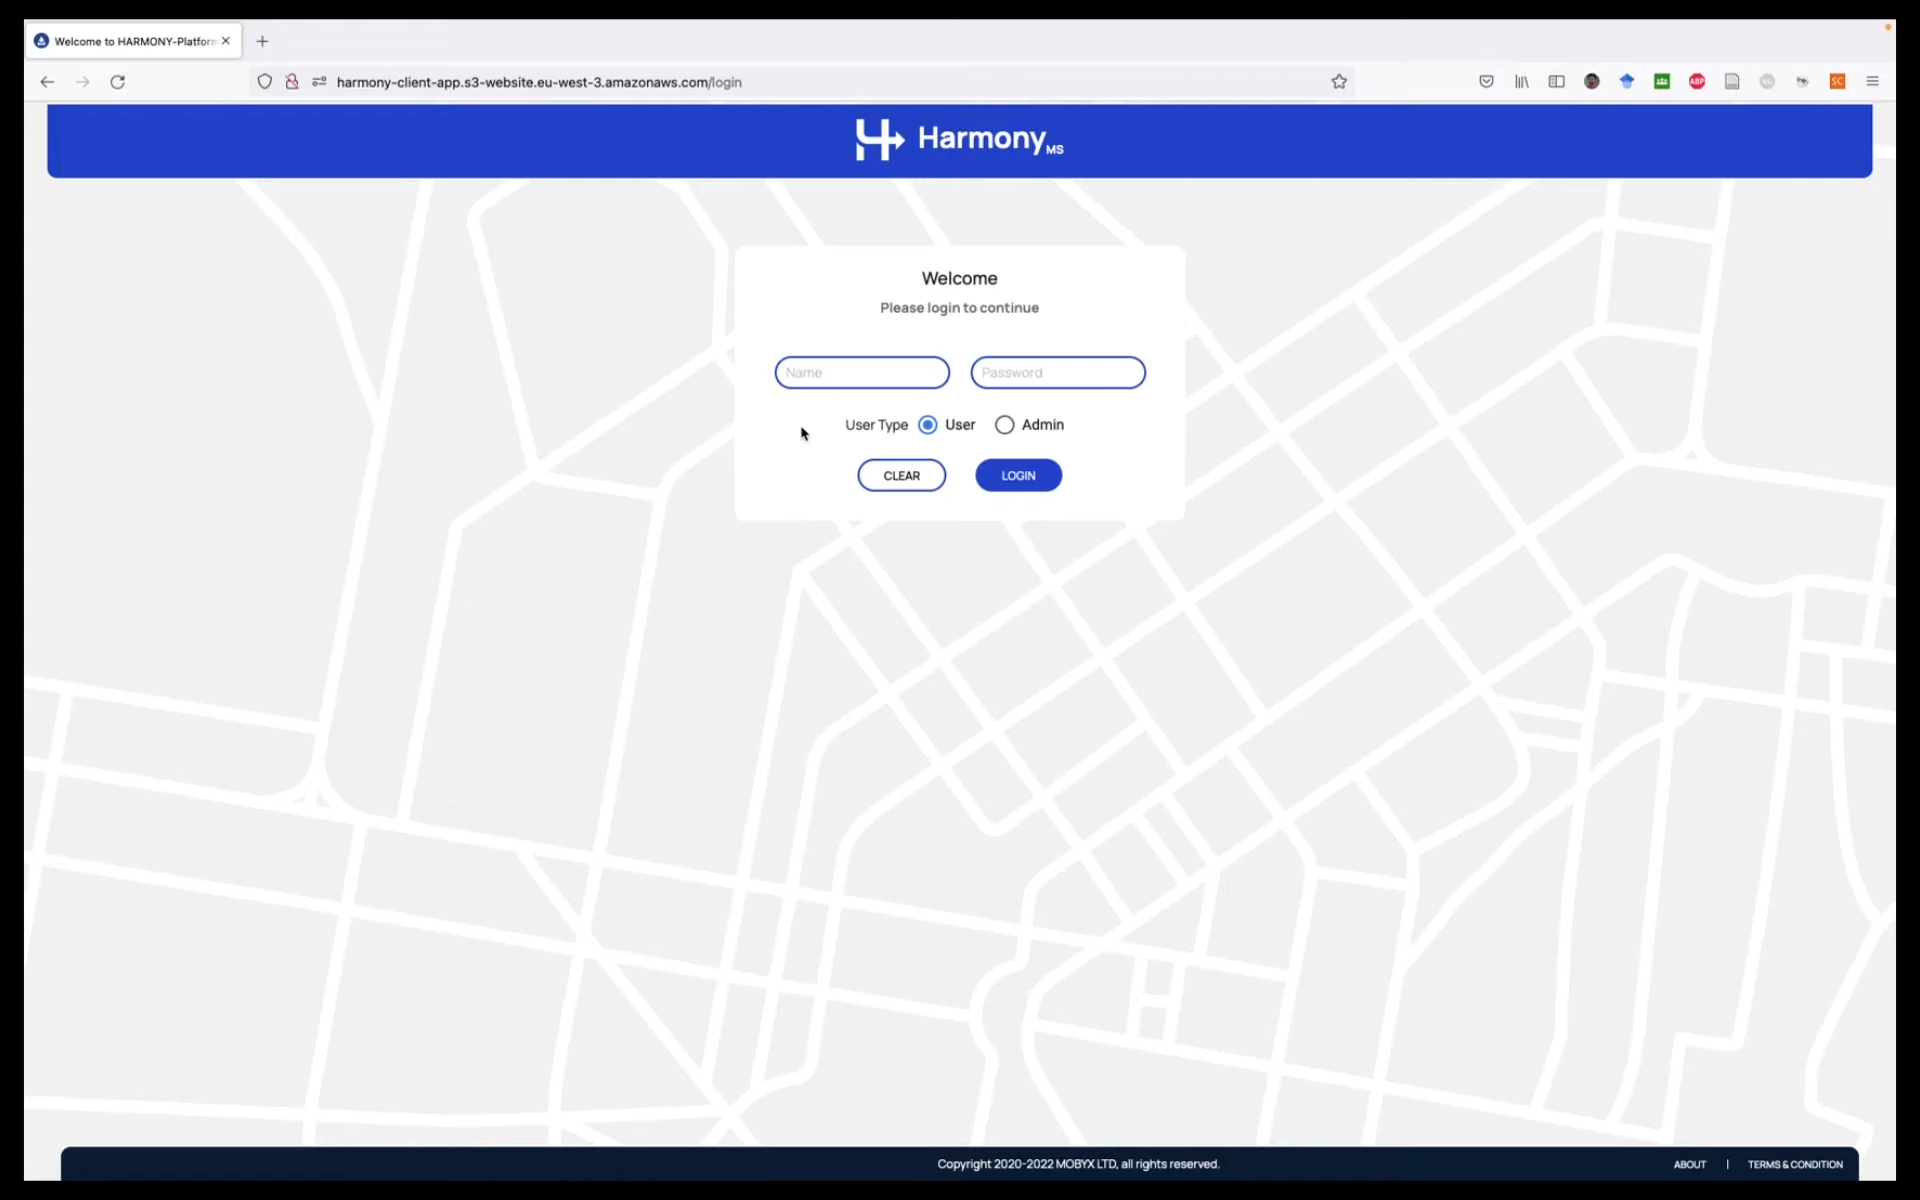 Welcome to HARMONY-Platform
harmony-client-app.s3-website.eu-west-3.amazonaws.com/login
ABP
SC
Harmony MS
Welcome
Please login to continue
Name
Password
User Type User Admin
CLEAR
LOGIN
Copyright 2020-2022 MOBYX LTD, all rights reserved.
ABOUT | TERMS & CONDITION